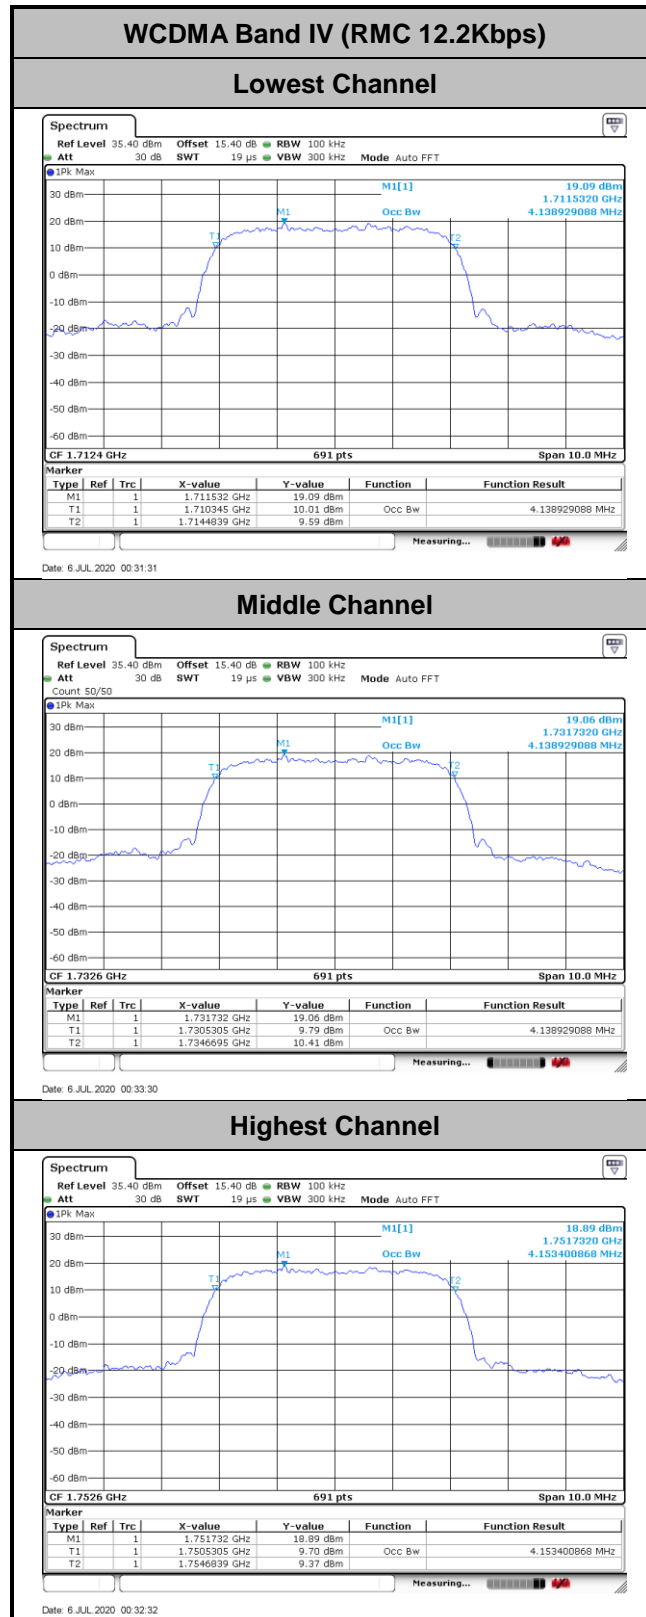 WCDMA Band IV (RMC 12.2Kbps)
Lowest Channel
Spectrum
Ref Level 35.40 dBm Offset 15.40 dB RBW 100 kHz
Att 30 dB SWT 19 µs VBW 300 kHz Mode Auto FFT
1Pk Max
M1[1] 19.09 dBm
30 dBm 1.7115320 GHz
M1 Occ Bw 4.138929088 MHz
20 dBm
T1 T2
10 dBm
0 dBm
-10 dBm
-20 dBm
-30 dBm
-40 dBm
-50 dBm
-60 dBm
CF 1.7124 GHz 691 pts Span 10.0 MHz
Marker
Type Ref Trc X-value Y-value Function Function Result
M1 1 1.711532 GHz 19.09 dBm
T1 1 1.710345 GHz 10.01 dBm Occ Bw 4.138929088 MHz
T2 1 1.7144839 GHz 9.59 dBm
Measuring...
Date: 6.JUL.2020 00:31:31
Middle Channel
Spectrum
Ref Level 35.40 dBm Offset 15.40 dB RBW 100 kHz
Att 30 dB SWT 19 µs VBW 300 kHz Mode Auto FFT
Count 50/50
1Pk Max
M1[1] 19.06 dBm
30 dBm 1.7317320 GHz
M1 Occ Bw 4.138929088 MHz
20 dBm
T1 T2
10 dBm
0 dBm
-10 dBm
-20 dBm
-30 dBm
-40 dBm
-50 dBm
-60 dBm
CF 1.7326 GHz 691 pts Span 10.0 MHz
Marker
Type Ref Trc X-value Y-value Function Function Result
M1 1 1.731732 GHz 19.06 dBm
T1 1 1.7305305 GHz 9.79 dBm Occ Bw 4.138929088 MHz
T2 1 1.7346695 GHz 10.41 dBm
Measuring...
Date: 6.JUL.2020 00:33:30
Highest Channel
Spectrum
Ref Level 35.40 dBm Offset 15.40 dB RBW 100 kHz
Att 30 dB SWT 19 µs VBW 300 kHz Mode Auto FFT
1Pk Max
M1[1] 18.89 dBm
30 dBm 1.7517320 GHz
M1 Occ Bw 4.153400868 MHz
20 dBm
T1 T2
10 dBm
0 dBm
-10 dBm
-20 dBm
-30 dBm
-40 dBm
-50 dBm
-60 dBm
CF 1.7526 GHz 691 pts Span 10.0 MHz
Marker
Type Ref Trc X-value Y-value Function Function Result
M1 1 1.751732 GHz 18.89 dBm
T1 1 1.7505305 GHz 9.70 dBm Occ Bw 4.153400868 MHz
T2 1 1.7546839 GHz 9.37 dBm
Measuring...
Date: 6.JUL.2020 00:32:32